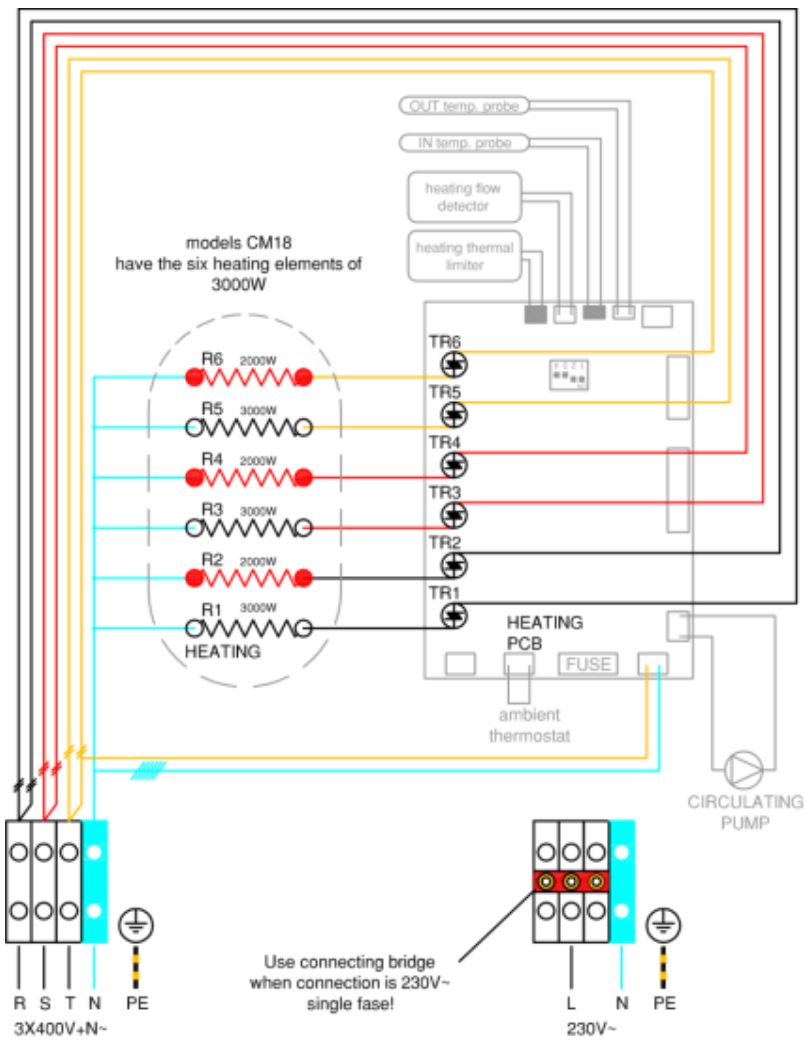 OUT temp. probe
IN temp. probe
heating flow
detector
heating thermal
limiter
models CM18
have the six heating elements of
3000W
R6 2000W
R5 3000W
R4 2000W
R3 3000W
R2 2000W
R1 3000W
HEATING
TR6
TR5
TR4
TR3
TR2
TR1
HEATING
PCB
FUSE
ambient
thermostat
CIRCULATING
PUMP
Use connecting bridge
when connection is 230V~
single fase!
R S T N PE
3X400V+N~
L N PE
230V~